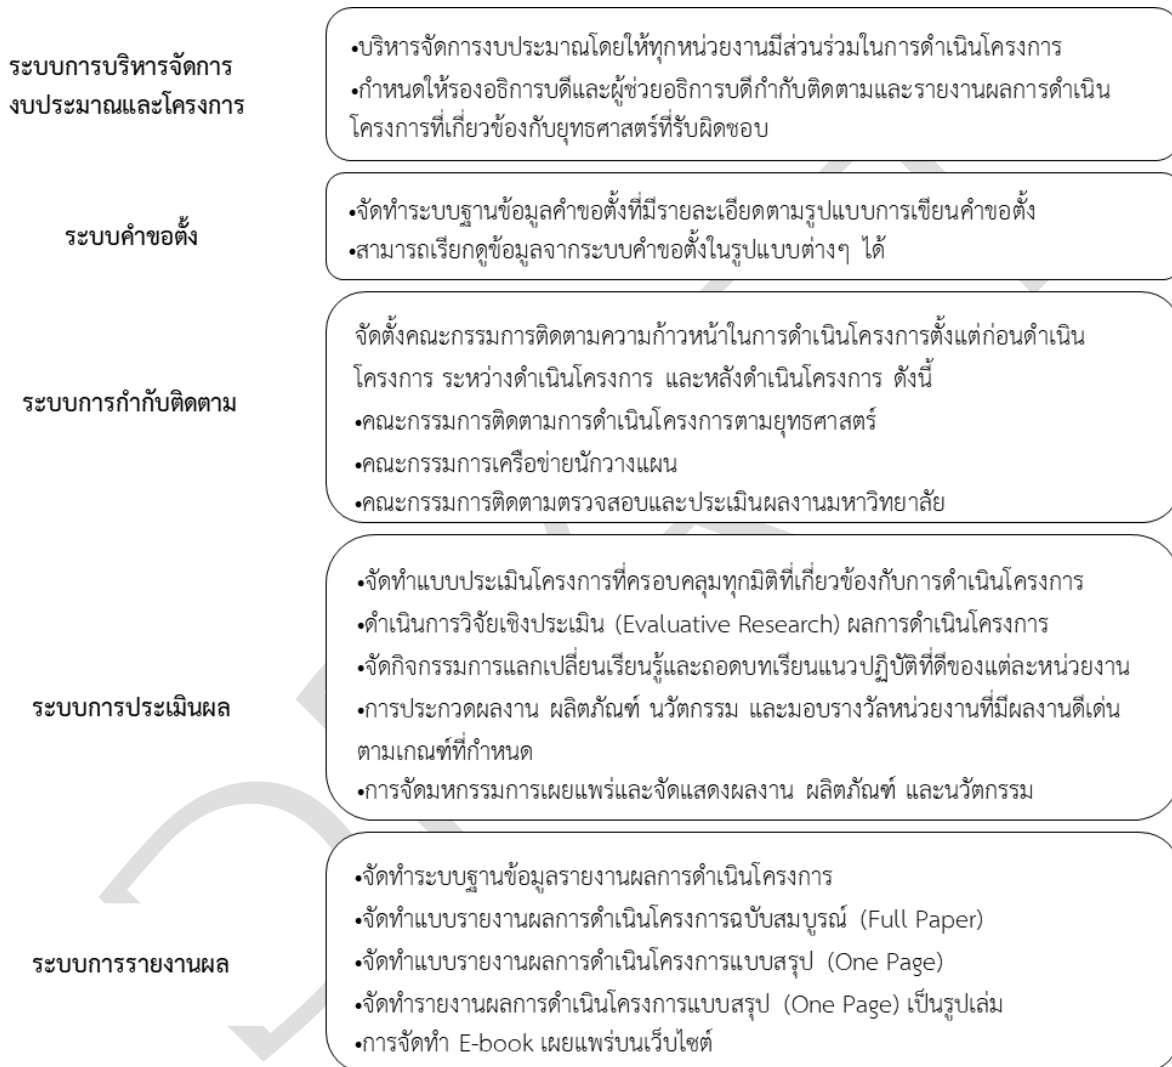 ระบบการบริหารจัดการ
งบประมาณและโครงการ
•บริหารจัดการงบประมาณโดยให้ทุกหน่วยงานมีส่วนร่วมในการดำเนินโครงการ
•กำหนดให้รองอธิการบดีและผู้ช่วยอธิการบดีกำกับติดตามและรายงานผลการดำเนิน
โครงการที่เกี่ยวข้องกับยุทธศาสตร์ที่รับผิดชอบ
ระบบคำขอตั้ง
•จัดทำระบบฐานข้อมูลคำขอตั้งที่มีรายละเอียดตามรูปแบบการเขียนคำขอตั้ง
•สามารถเรียกดูข้อมูลจากระบบคำขอตั้งในรูปแบบต่างๆ ได้
ระบบการกำกับติดตาม
จัดตั้งคณะกรรมการติดตามความก้าวหน้าในการดำเนินโครงการตั้งแต่ก่อนดำเนิน
โครงการ ระหว่างดำเนินโครงการ และหลังดำเนินโครงการ ดังนี้
•คณะกรรมการติดตามการดำเนินโครงการตามยุทธศาสตร์
•คณะกรรมการเครือข่ายนักวางแผน
•คณะกรรมการติดตามตรวจสอบและประเมินผลงานมหาวิทยาลัย
ระบบการประเมินผล
•จัดทำแบบประเมินโครงการที่ครอบคลุมทุกมิติที่เกี่ยวข้องกับการดำเนินโครงการ
•ดำเนินการวิจัยเชิงประเมิน (Evaluative Research) ผลการดำเนินโครงการ
•จัดกิจกรรมการแลกเปลี่ยนเรียนรู้และถอดบทเรียนแนวปฏิบัติที่ดีของแต่ละหน่วยงาน
•การประกวดผลงาน ผลิตภัณฑ์ นวัตกรรม และมอบรางวัลหน่วยงานที่มีผลงานดีเด่น
ตามเกณฑ์ที่กำหนด
•การจัดมหกรรมการเผยแพร่และจัดแสดงผลงาน ผลิตภัณฑ์ และนวัตกรรม
ระบบการรายงานผล
•จัดทำระบบฐานข้อมูลรายงานผลการดำเนินโครงการ
•จัดทำแบบรายงานผลการดำเนินโครงการฉบับสมบูรณ์ (Full Paper)
•จัดทำแบบรายงานผลการดำเนินโครงการแบบสรุป (One Page)
•จัดทำรายงานผลการดำเนินโครงการแบบสรุป (One Page) เป็นรูปเล่ม
•การจัดทำ E-book เผยแพร่บนเว็บไซต์